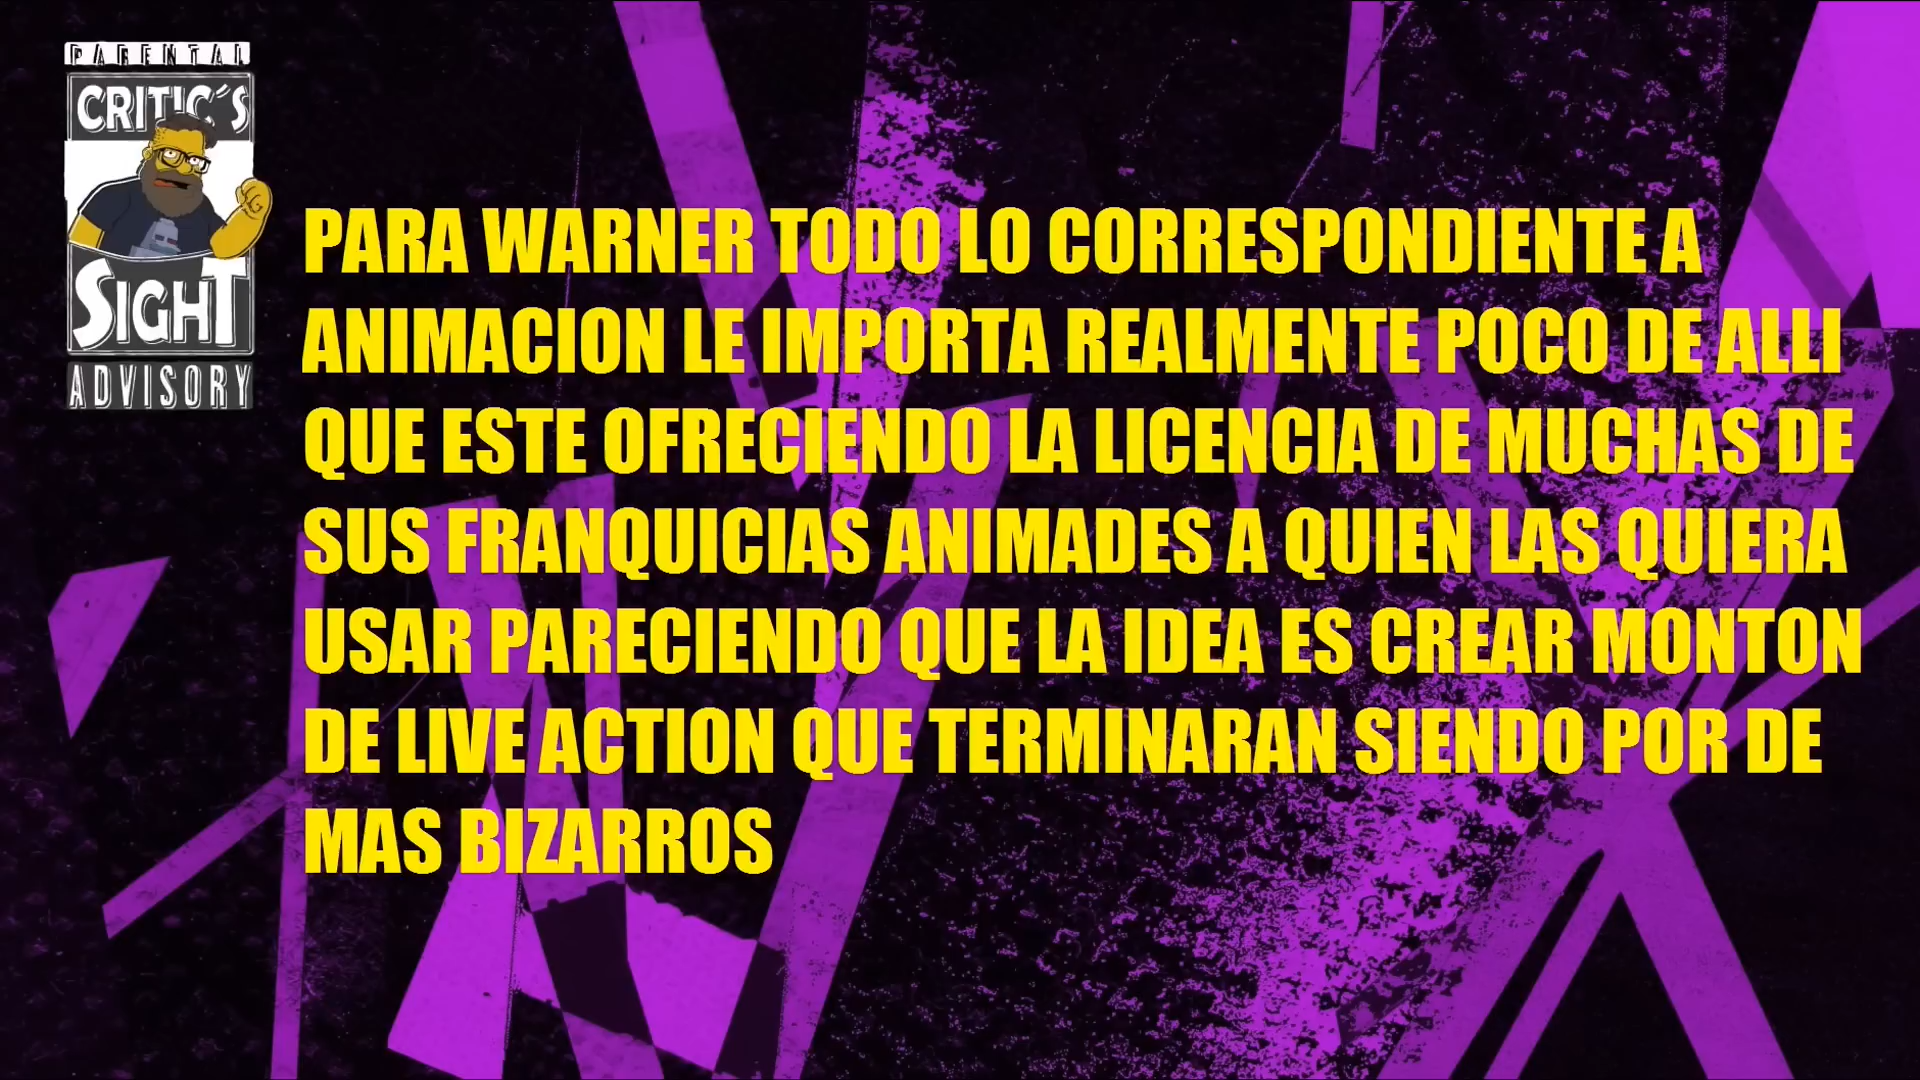 PARENTAL
CRITIC´S
SIGHT
ADVISORY
PARA WARNER TODO LO CORRESPONDIENTE A
ANIMACION LE IMPORTA REALMENTE POCO DE ALLI
QUE ESTE OFRECIENDO LA LICENCIA DE MUCHAS DE
SUS FRANQUICIAS ANIMADES A QUIEN LAS QUIERA
USAR PARECIENDO QUE LA IDEA ES CREAR MONTON
DE LIVE ACTION QUE TERMINARAN SIENDO POR DE
MAS BIZARROS